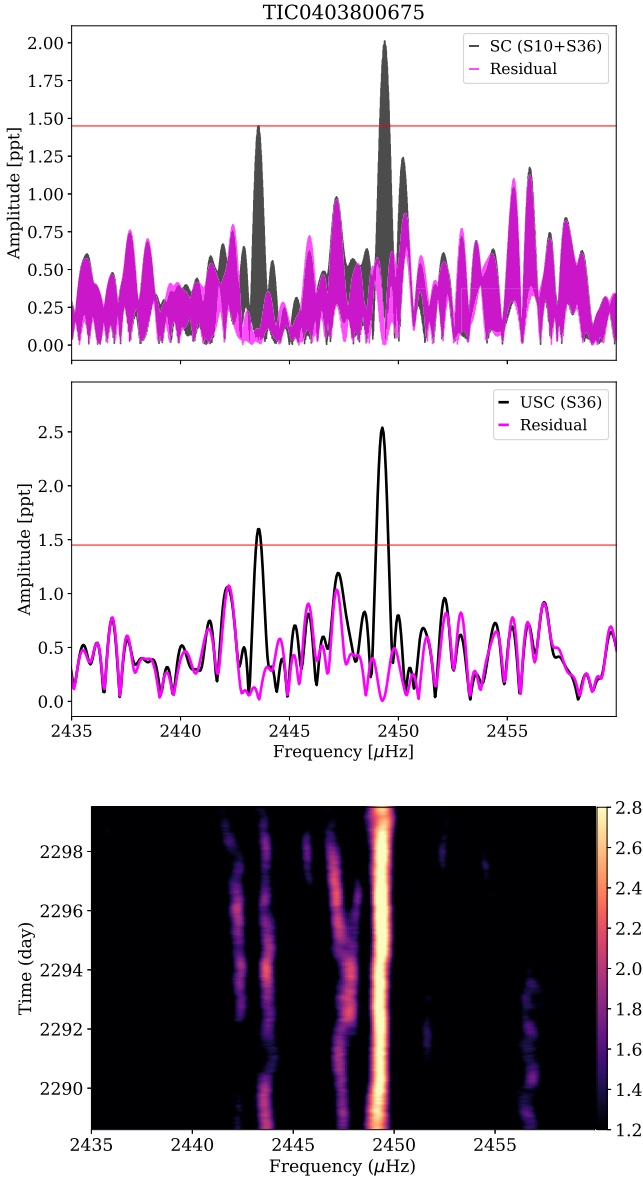 TIC0403800675
2.00
1.75
1.50
1.25
1.00
0.75
0.50
0.25
0.00
Amplitude [ppt]
SC (S10+S36)
Residual
2.5
2.0
1.5
1.0
0.5
0.0
Amplitude [ppt]
USC (S36)
Residual
2435 2440 2445 2450 2455
Frequency [μHz]
2298
2296
2294
2292
2290
Time (day)
2.8
2.6
2.4
2.2
2.0
1.8
1.6
1.4
1.2
2435 2440 2445 2450 2455
Frequency (μHz)